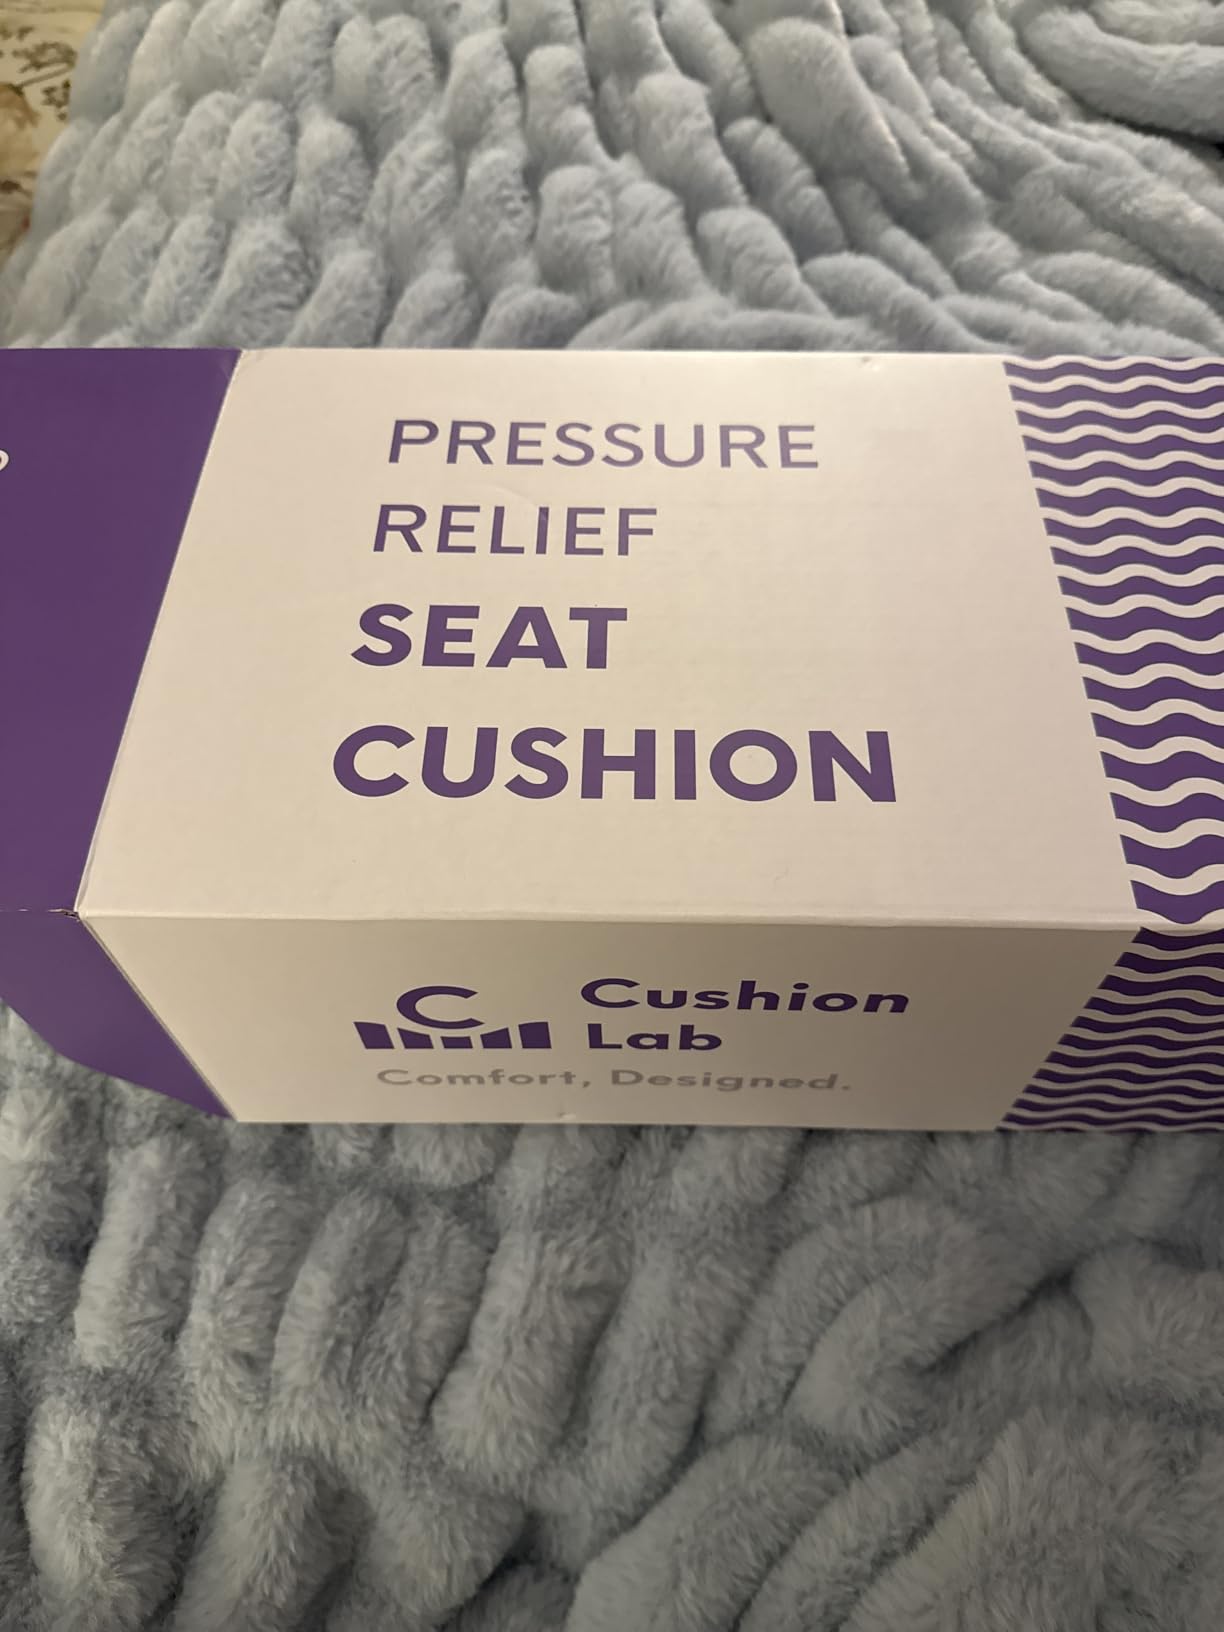 PRESSURE
RELIEF
SEAT
CUSHION
Cushion
Lab
Comfort, Designed.